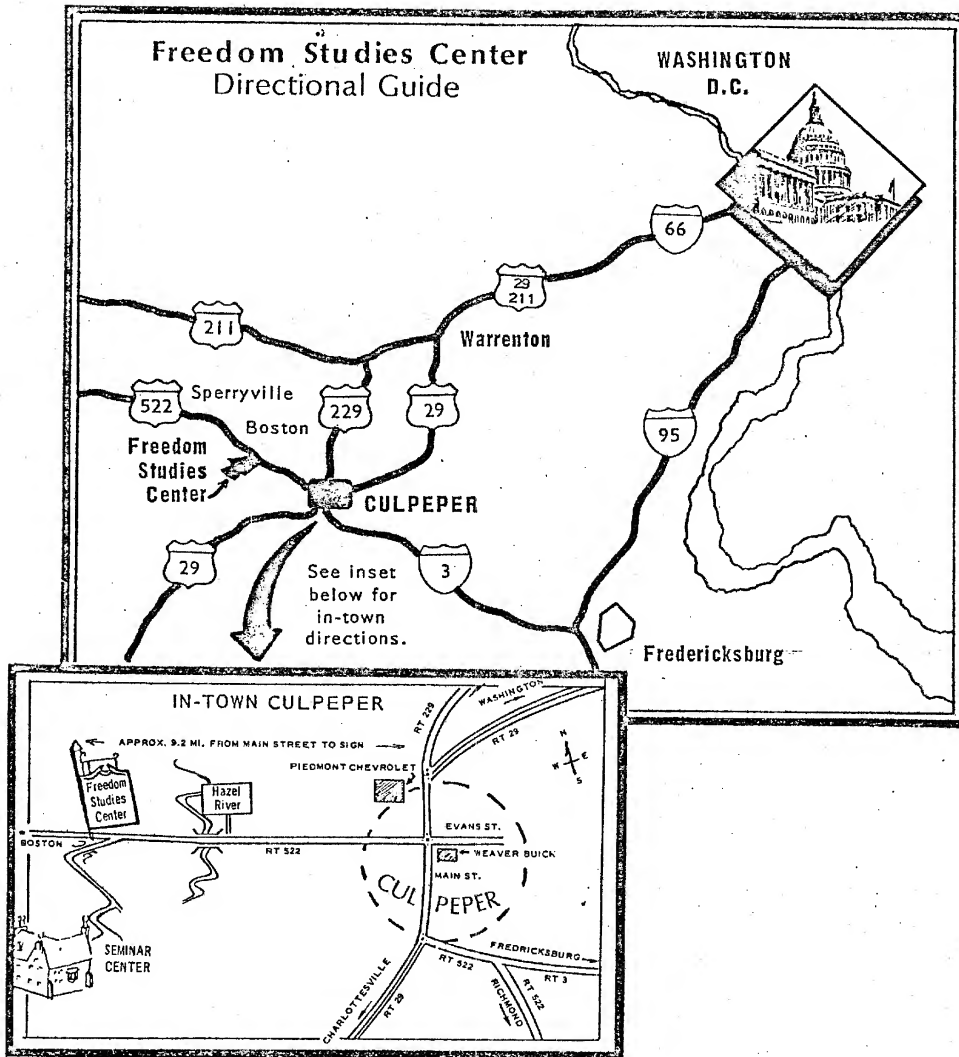 Freedom Studies Center
Directional Guide
WASHINGTON
D.C.
66
29
211
211
Warrenton
522
Sperryville
229
29
Boston
95
Freedom
Studies
Center
CULPEPER
29
3
See inset
below for
in-town
directions.
Fredericksburg
IN-TOWN CULPEPER
RT 229
WASHINGTON
RT 29
APPROX. 9.2 MI. FROM MAIN STREET TO SIGN
PIEDMONT CHEVROLET
N
W E
S
Freedom
Studies
Center
Hazel
River
EVANS ST.
BOSTON
RT 522
WEAVER BUICK
MAIN ST.
CULPEPER
SEMINAR
CENTER
FREDRICKSBURG
RT 522
RT 3
CHARLOTTESVILLE
RT 29
RICHMOND
RT 522